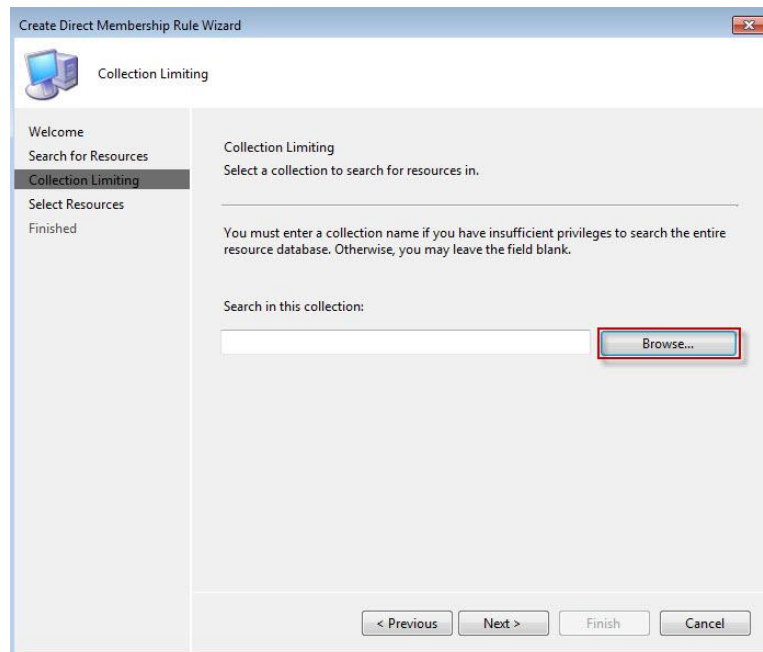 Create Direct Membership Rule Wizard
Collection Limiting
Welcome
Search for Resources
Collection Limiting
Select Resources
Finished
Collection Limiting
Select a collection to search for resources in.
You must enter a collection name if you have insufficient privileges to search the entire
resource database. Otherwise, you may leave the field blank.
Search in this collection:
Browse...
< Previous
Next >
Finish
Cancel